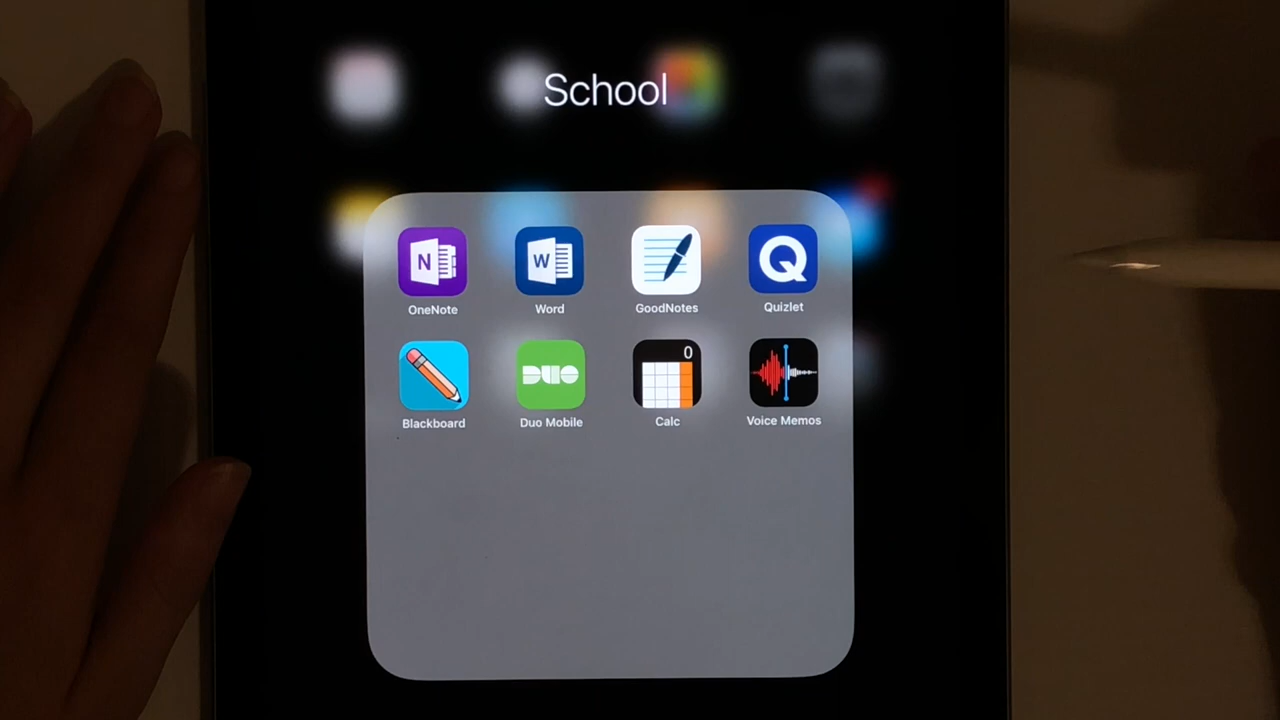 School
N
W
Q
OneNote
Word
GoodNotes
Quizlet
DUO
0
Blackboard
Duo Mobile
Calc
Voice Memos